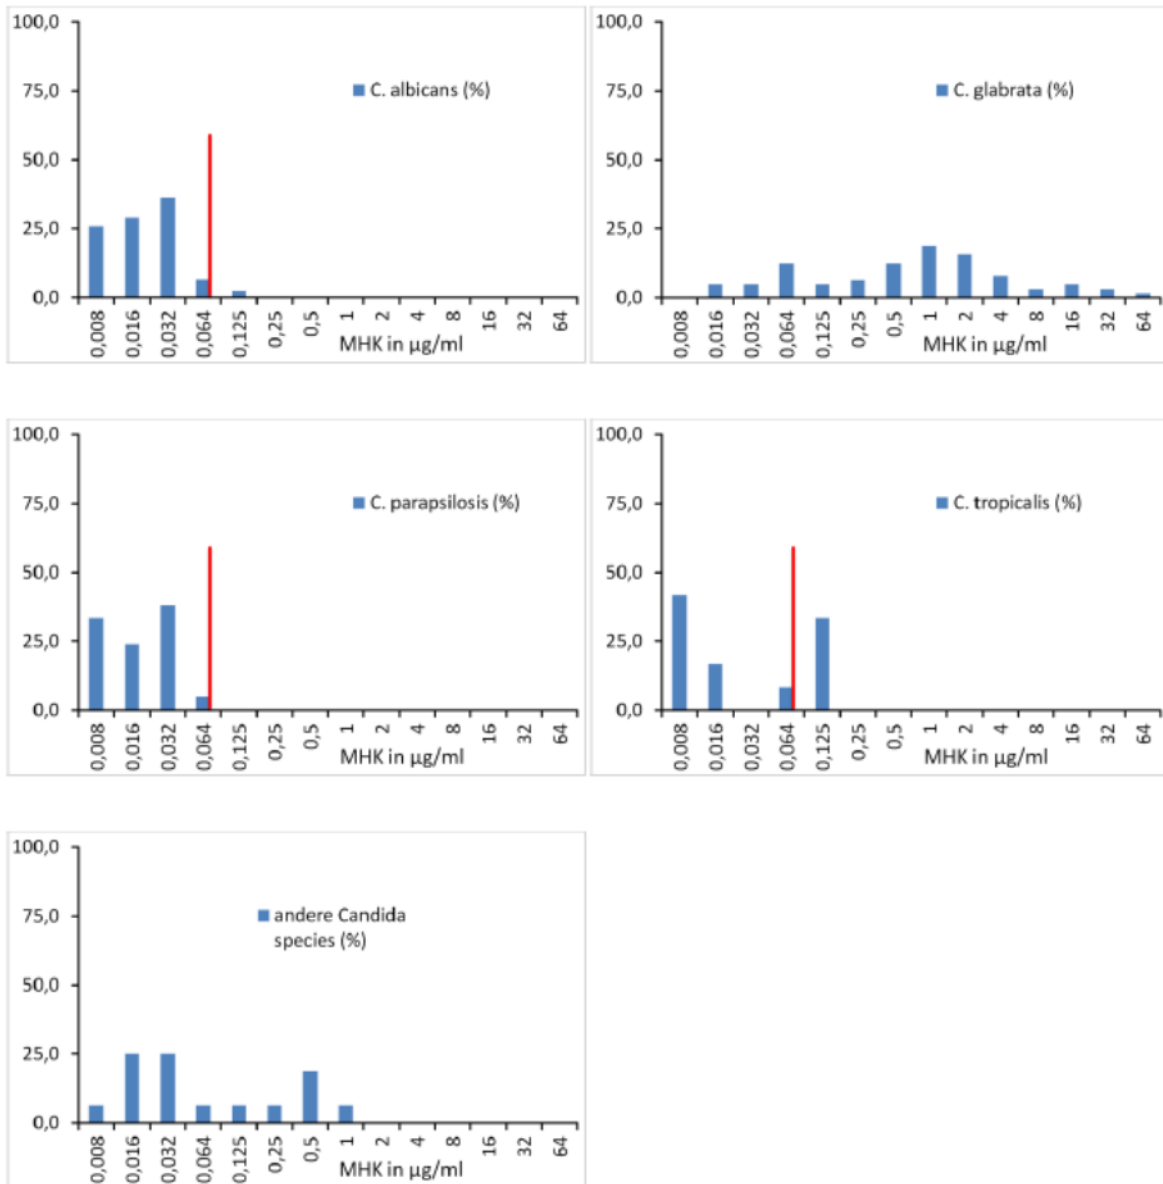 100,0
75,0
50,0
25,0
0,0
C. albicans (%)
0,008 0,016 0,032 0,064 0,125 0,25 0,5 1 2 4 8 16 32 64
MHK in µg/ml
100,0
75,0
50,0
25,0
0,0
C. glabrata (%)
0,008 0,016 0,032 0,064 0,125 0,25 0,5 1 2 4 8 16 32 64
MHK in µg/ml
100,0
75,0
50,0
25,0
0,0
C. parapsilosis (%)
0,008 0,016 0,032 0,064 0,125 0,25 0,5 1 2 4 8 16 32 64
MHK in µg/ml
100,0
75,0
50,0
25,0
0,0
C. tropicalis (%)
0,008 0,016 0,032 0,064 0,125 0,25 0,5 1 2 4 8 16 32 64
MHK in µg/ml
100,0
75,0
50,0
25,0
0,0
andere Candida
species (%)
0,008 0,016 0,032 0,064 0,125 0,25 0,5 1 2 4 8 16 32 64
MHK in µg/ml